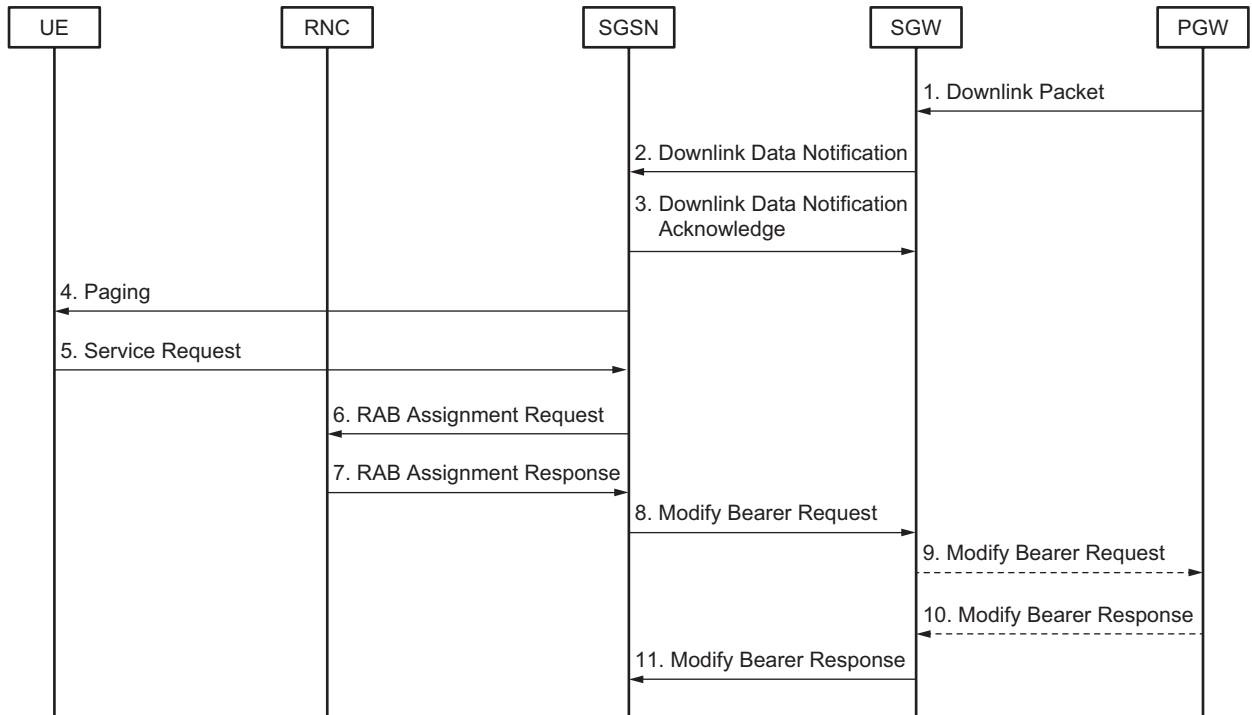 UE
RNC
SGSN
SGW
PGW
1. Downlink Packet
2. Downlink Data Notification
3. Downlink Data Notification
Acknowledge
4. Paging
5. Service Request
6. RAB Assignment Request
7. RAB Assignment Response
8. Modify Bearer Request
9. Modify Bearer Request
10. Modify Bearer Response
11. Modify Bearer Response